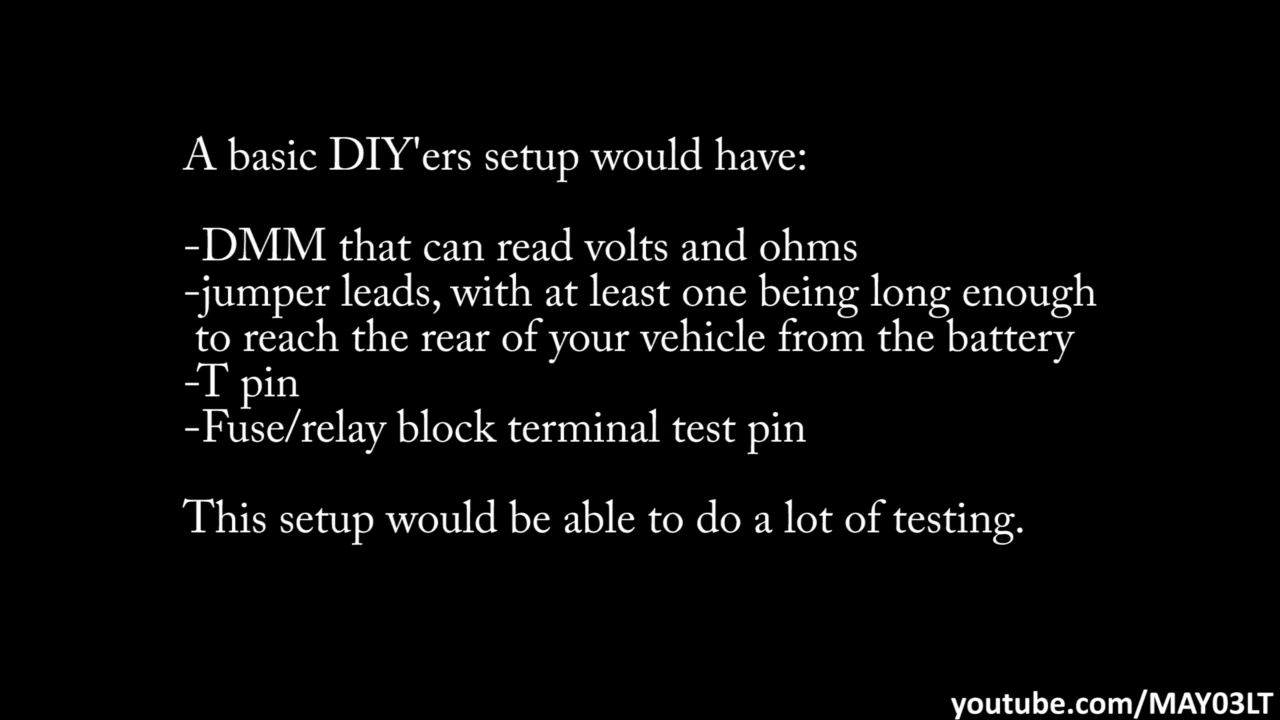 A basic DIY'ers setup would have:
-DMM that can read volts and ohms
-jumper leads, with at least one being long enough
to reach the rear of your vehicle from the battery
-T pin
-Fuse/relay block terminal test pin
This setup would be able to do a lot of testing.
youtube.com/MAY03LT